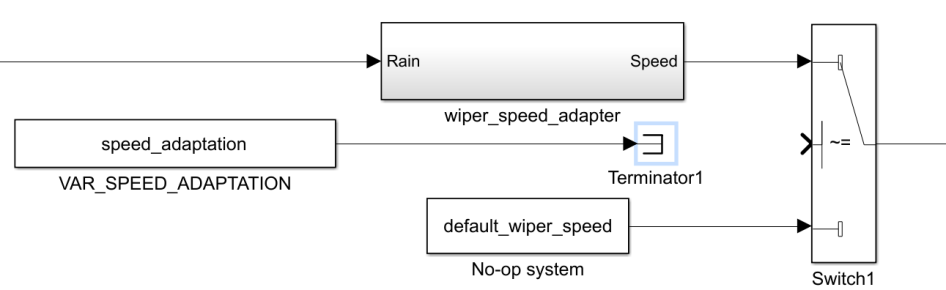 Rain Speed
wiper_speed_adapter
speed_adaptation
~=
VAR_SPEED_ADAPTATION
Terminator1
default_wiper_speed
No-op system
Switch1